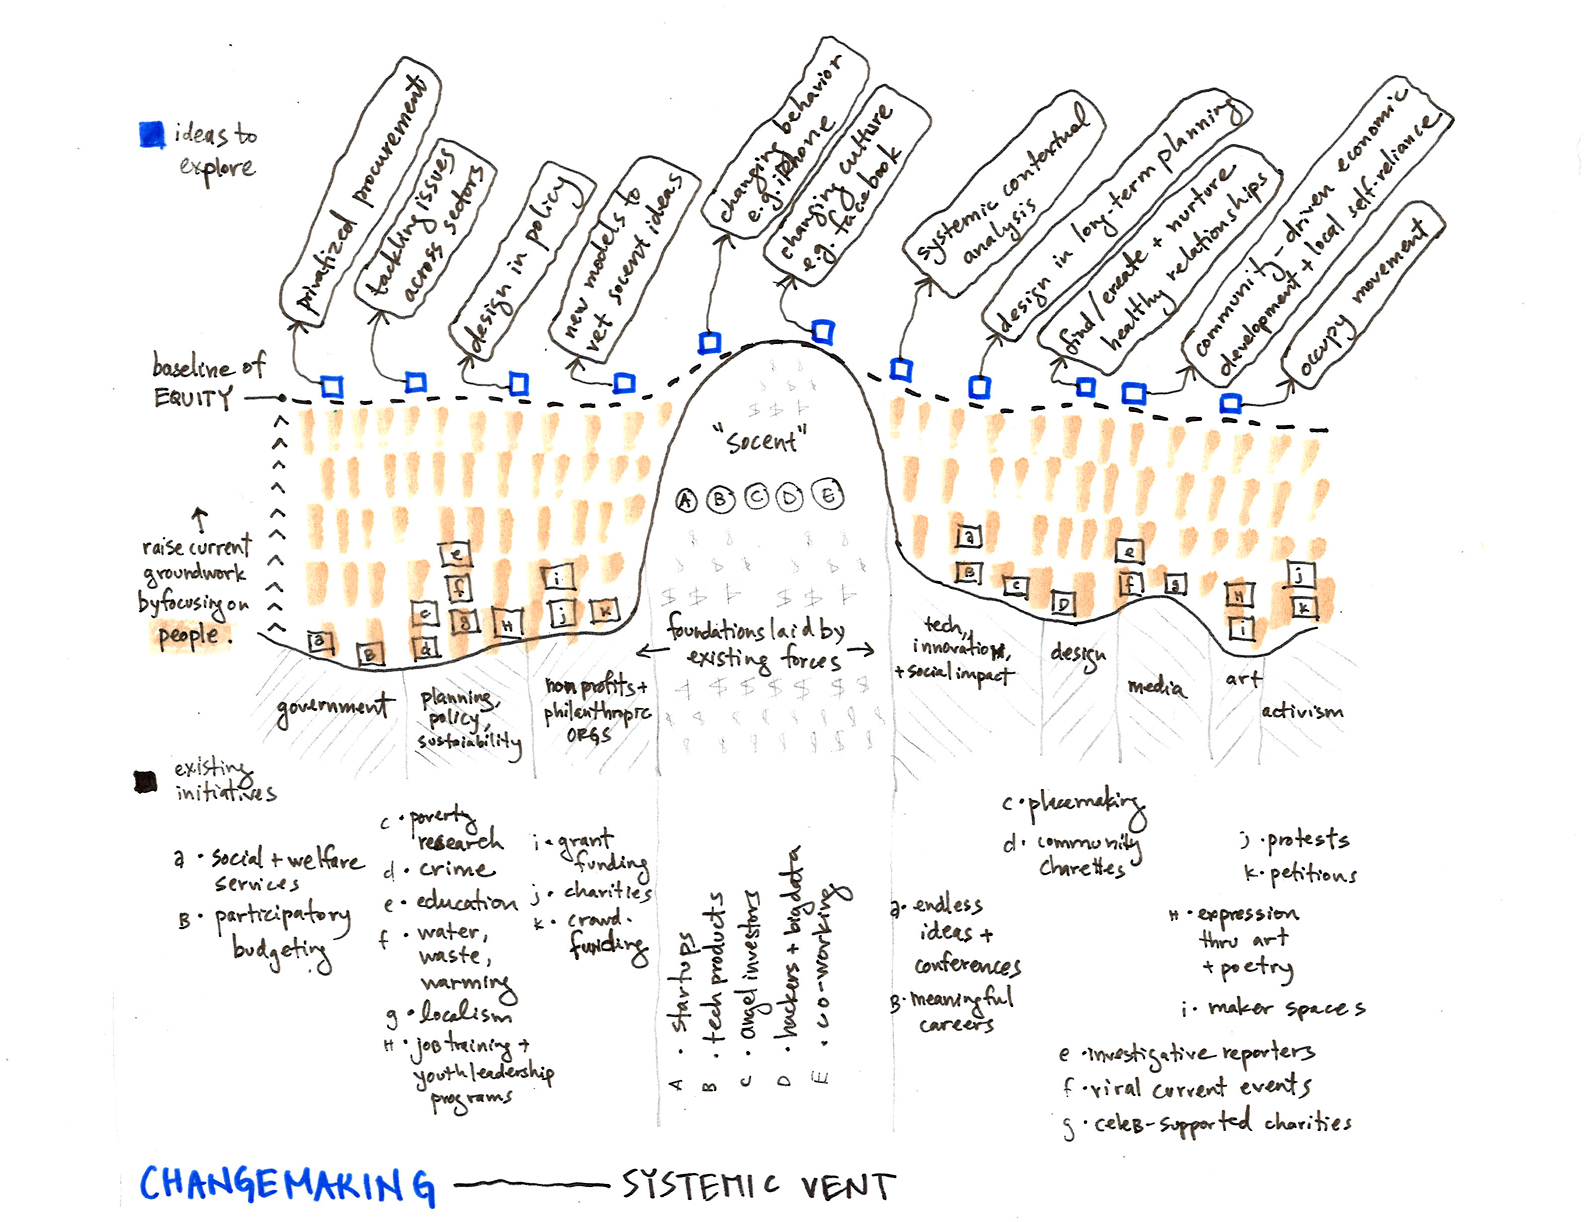 ideas to
explore
privatized procurement
tackling issues
across sectors
design in policy
new models to
vet socent ideas
changing behavior
e.g. iPhone
changing culture
e.g. facebook
systemic contextual
analysis
design in long-term planning
find/create + nurture
healthy relationships
community-driven economic
development + local self-reliance
occupy movement
baseline of
EQUITY
raise current
groundwork
by focusing on
people.
"socent"
A B C D E
foundations laid by
existing forces
a
B
c
d
e
f
g
H
i
j
K
a
B
c
D
e
f
g
H
i
j
K
government
planning,
policy,
sustaiability
nonprofits +
philanthropic
ORGS
tech,
innovation,
+ social impact
design
media
art
activism
existing
initiatives
a · social + welfare
services
B · participatory
budgeting
c · poverty
research
d · crime
e · education
f · water,
waste,
warming
g · localism
H · job training +
youth leadership
programs
i · grant
funding
j · charities
K · crowd-
funding
A · startups
B · tech products
C · angel investors
D · hackers + big data
E · co-working
a · endless
ideas +
conferences
B · meaningful
careers
c · placemaking
d · community
charettes
e · investigative reporters
f · viral current events
g · celeB-supported charities
H · expression
thru art
+ poetry
i · maker spaces
j · protests
K · petitions
CHANGEMAKING — SYSTEMIC VENT